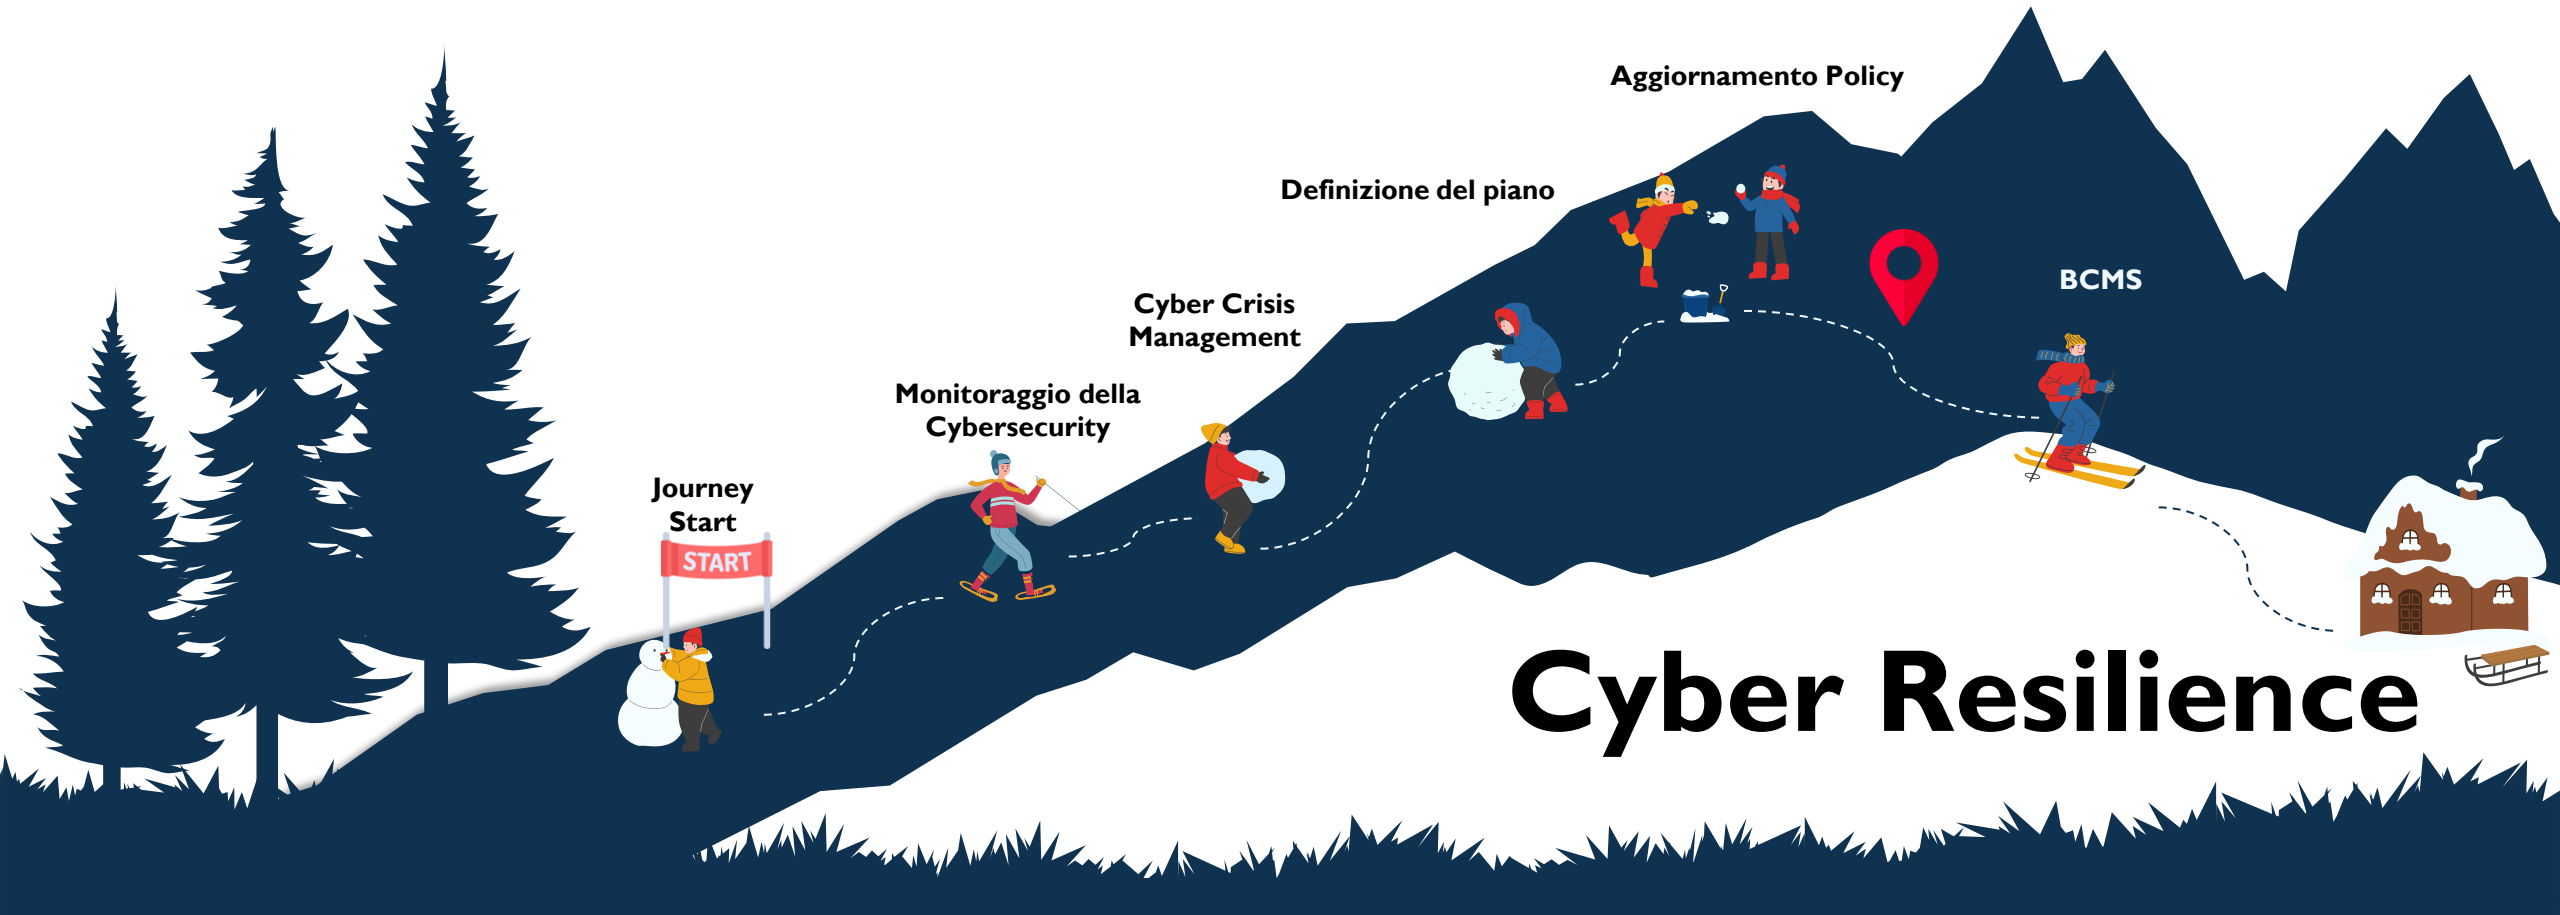 Journey
Start
START
Monitoraggio della
Cybersecurity
Cyber Crisis
Management
Definizione del piano
Aggiornamento Policy
BCMS
Cyber Resilience